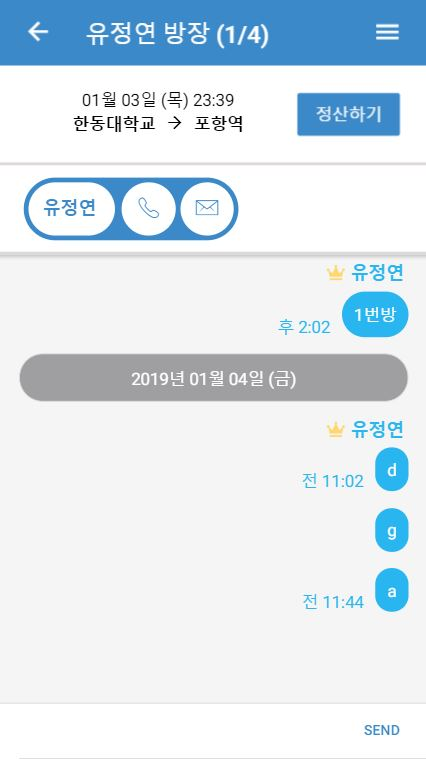 유정연 방장 (1/4)
01월 03일 (목) 23:39
한동대학교 → 포항역
정산하기
유정연
유정연
후 2:02 1번방
2019년 01월 04일 (금)
유정연
전 11:02 d
g
전 11:44 a
SEND